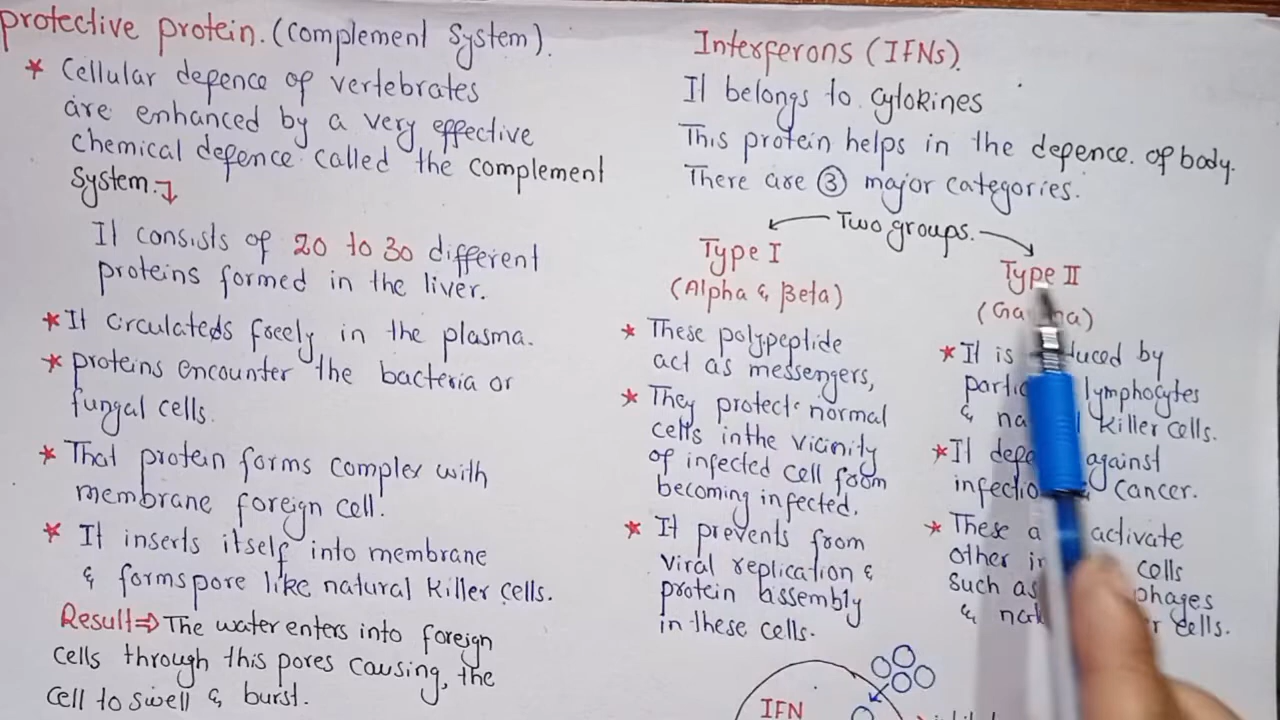 protective protein. (Complement System).
* Cellular defence of vertebrates
are enhanced by a very effective
chemical defence called the complement
System.
It consists of 20 to 30 different
proteins formed in the liver.
* It circulateds freely in the plasma.
* proteins encounter the bacteria or
fungal cells.
* That protein forms complex with
membrane foreign cell.
* It inserts itself into membrane
& forms pore like natural killer cells.
Result ⇒ The water enters into foreign
cells through this pores causing, the
cell to swell & burst.
Interferons (IFNs).
It belongs to cytokines
This protein helps in the defence. of body.
There are ③ major categories.
Two groups.
Type I
(Alpha & Beta)
* These polypeptide
act as messengers,
* They protect normal
cells in the vicinity
of infected cell from
becoming infected.
* It prevents from
viral replication &
protein assembly
in these cells.
IFN
Type II
* It is by
lymphocytes
& killer cells.
* It against
cancer.
* These activate
other cells
such as
& cells.